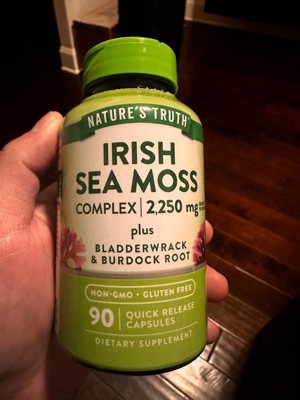 NATURE'S TRUTH
IRISH
SEA MOSS
COMPLEX | 2,250 mg
plus
BLADDERWRACK
& BURDOCK ROOT
NON-GMO • GLUTEN FREE
90 QUICK RELEASE
CAPSULES
DIETARY SUPPLEMENT